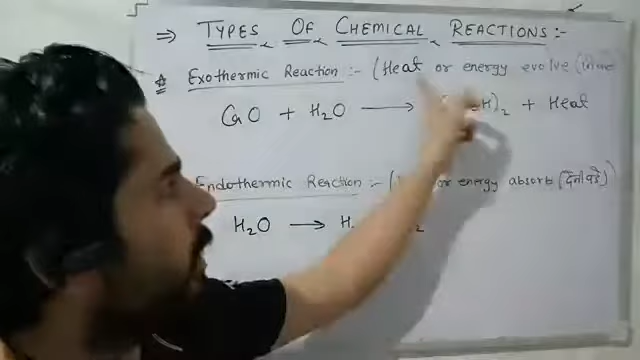 ⇒ TYPES OF CHEMICAL REACTIONS :-
Exothermic Reaction :- (Heat or energy evolve
CaO + H₂O → )₂ + Heat
Endothermic Reaction :- ( or energy absorb (देनी पड़े))
H₂O →